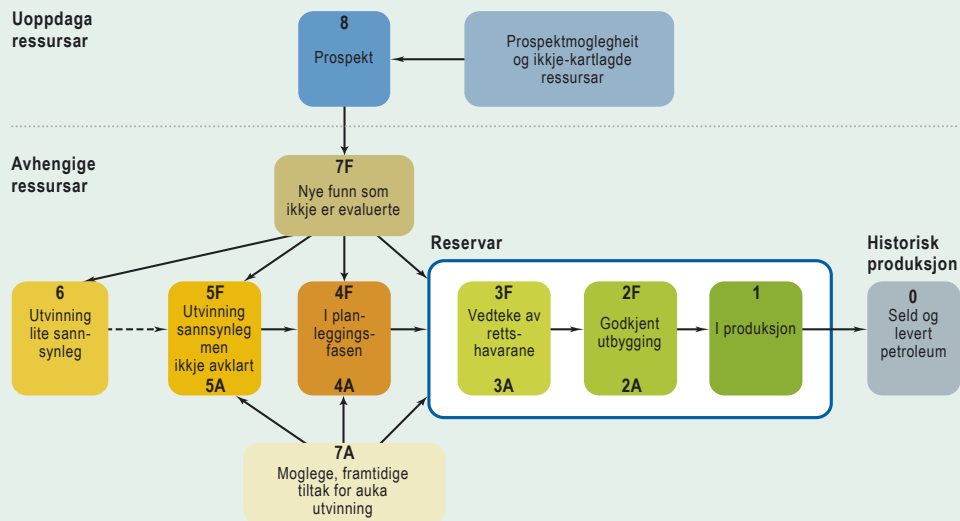 Uoppdaga
ressursar
8
Prospekt
Prospektmoglegheit
og ikkje-kartlagde
ressursar
Avhengige
ressursar
7F
Nye funn som
ikkje er evaluerte
Reservar
Historisk
produksjon
6
Utvinning
lite sann-
synleg
5F
Utvinning
sannsynleg
men
ikkje avklart
5A
4F
I plan-
leggings-
fasen
4A
3F
Vedteke av
retts-
havarane
3A
2F
Godkjent
utbygging
2A
1
I produksjon
0
Seld og
levert
petroleum
7A
Moglege, framtidige
tiltak for auka
utvinning